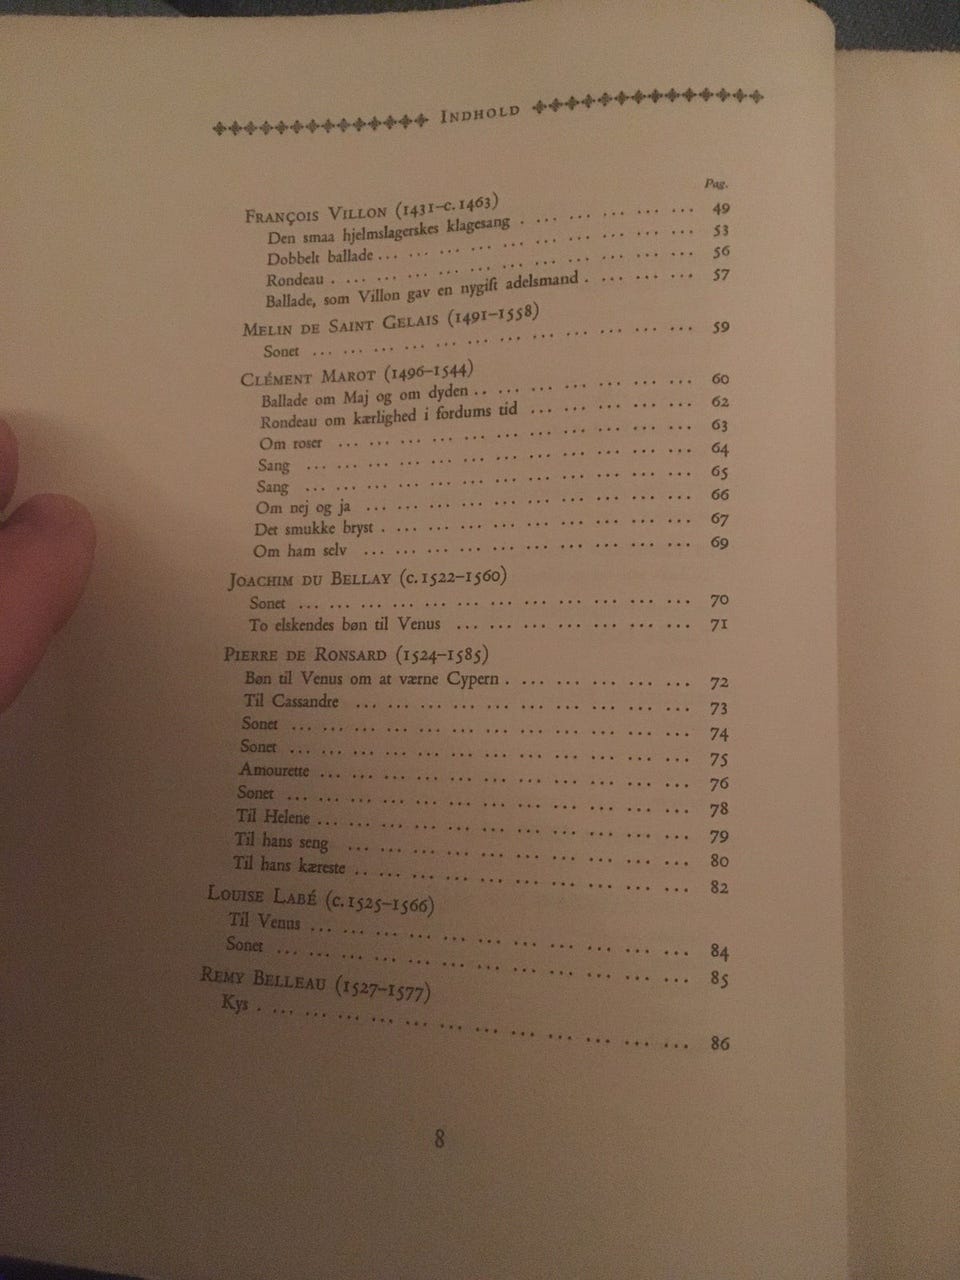 INDHOLD
Pag.
FRANÇOIS VILLON (1431–c.1463)
Den smaa hjelmslagerskes klagesang . ... ... ... ... ... ... 49
Dobbelt ballade ... ... ... ... ... ... ... ... ... ... 53
Rondeau . ... ... ... ... ... ... ... ... ... ... ... 56
Ballade, som Villon gav en nygift adelsmand . ... ... ... ... 57
MELIN DE SAINT GELAIS (1491–1558)
Sonet ... ... ... ... ... ... ... ... ... ... ... ... 59
CLÉMENT MAROT (1496–1544)
Ballade om Maj og om dyden .. ... ... ... ... ... ... ... 60
Rondeau om kærlighed i fordums tid ... ... ... ... ... ... 62
Om roser ... ... ... ... ... ... ... ... ... ... ... ... 63
Sang ... ... ... ... ... ... ... ... ... ... ... ... ... 64
Sang ... ... ... ... ... ... ... ... ... ... ... ... ... 65
Om nej og ja ... ... ... ... ... ... ... ... ... ... ... 66
Det smukke bryst . ... ... ... ... ... ... ... ... ... ... 67
Om ham selv ... ... ... ... ... ... ... ... ... ... ... 69
JOACHIM DU BELLAY (c.1522–1560)
Sonet ... ... ... ... ... ... ... ... ... ... ... ... ... 70
To elskendes bøn til Venus ... ... ... ... ... ... ... ... 71
PIERRE DE RONSARD (1524–1585)
Bøn til Venus om at værne Cypern . ... ... ... ... ... ... 72
Til Cassandre ... ... ... ... ... ... ... ... ... ... ... 73
Sonet ... ... ... ... ... ... ... ... ... ... ... ... ... 74
Sonet ... ... ... ... ... ... ... ... ... ... ... ... ... 75
Amourette ... ... ... ... ... ... ... ... ... ... ... ... 76
Sonet ... ... ... ... ... ... ... ... ... ... ... ... ... 78
Til Helene ... ... ... ... ... ... ... ... ... ... ... ... 79
Til hans seng ... ... ... ... ... ... ... ... ... ... ... 80
Til hans kæreste .. ... ... ... ... ... ... ... ... ... ... 82
LOUISE LABÉ (c.1525–1566)
Til Venus ... ... ... ... ... ... ... ... ... ... ... ... 84
Sonet ... ... ... ... ... ... ... ... ... ... ... ... ... 85
REMY BELLEAU (1527–1577)
Kys . ... ... ... ... ... ... ... ... ... ... ... ... ... 86
8